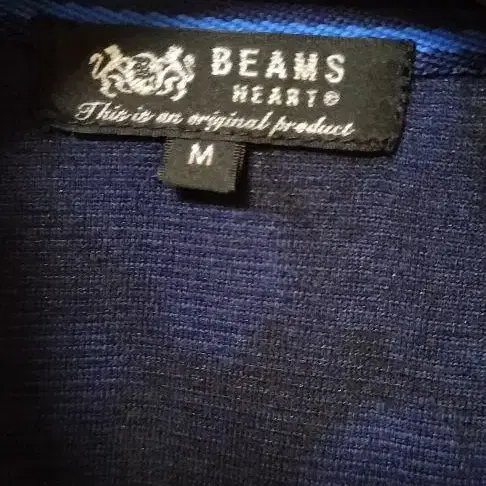 BEAMS
HEART®
This is an original product
M